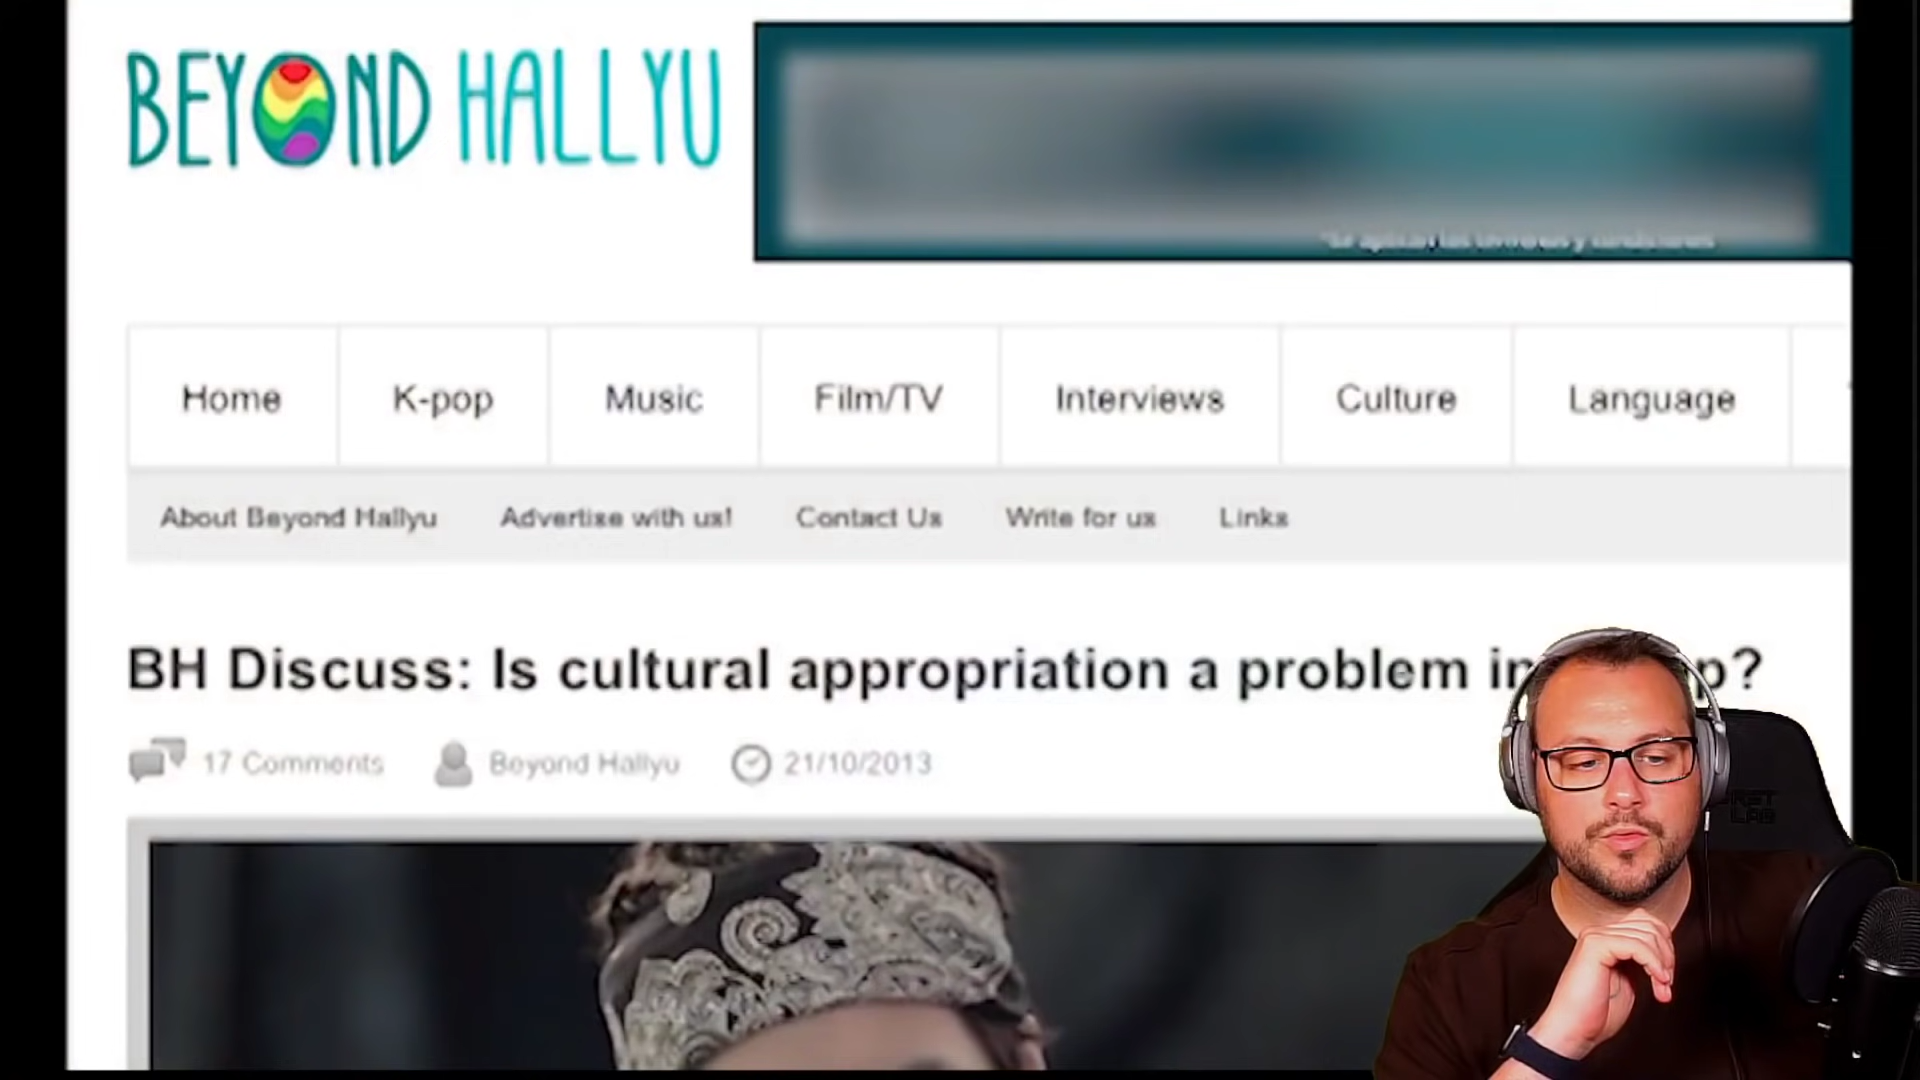 BEYOND HALLYU
Home K-pop Music Film/TV Interviews Culture Language
About Beyond Hallyu Advertise with us! Contact Us Write for us Links
BH Discuss: Is cultural appropriation a problem in p?
17 Comments Beyond Hallyu 21/10/2013